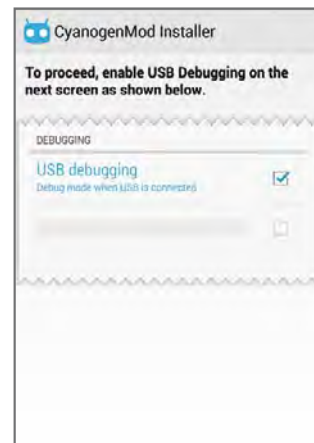 CyanogenMod Installer
To proceed, enable USB Debugging on the
next screen as shown below.
DEBUGGING
USB debugging
Debug mode when USB is connected